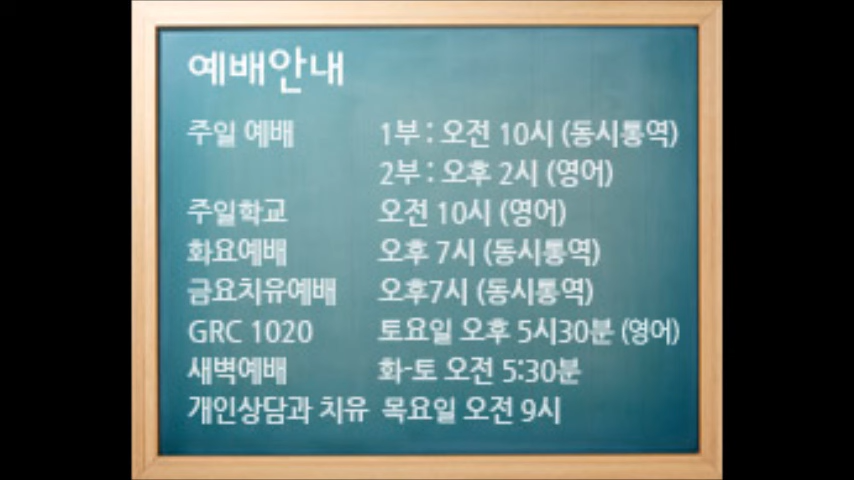 예배안내
주일 예배 1부 : 오전 10시 (동시통역)
2부 : 오후 2시 (영어)
주일학교 오전 10시 (영어)
화요예배 오후 7시 (동시통역)
금요치유예배 오후7시 (동시통역)
GRC 1020 토요일 오후 5시30분 (영어)
새벽예배 화-토 오전 5:30분
개인상담과 치유 목요일 오전 9시